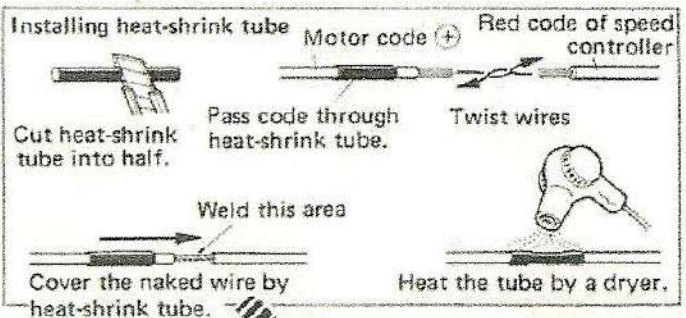 Installing heat-shrink tube
Motor code ⊕
Red code of speed
controller
Cut heat-shrink
tube into half.
Pass code through
heat-shrink tube.
Twist wires
Weld this area
Cover the naked wire by
heat-shrink tube.
Heat the tube by a dryer.